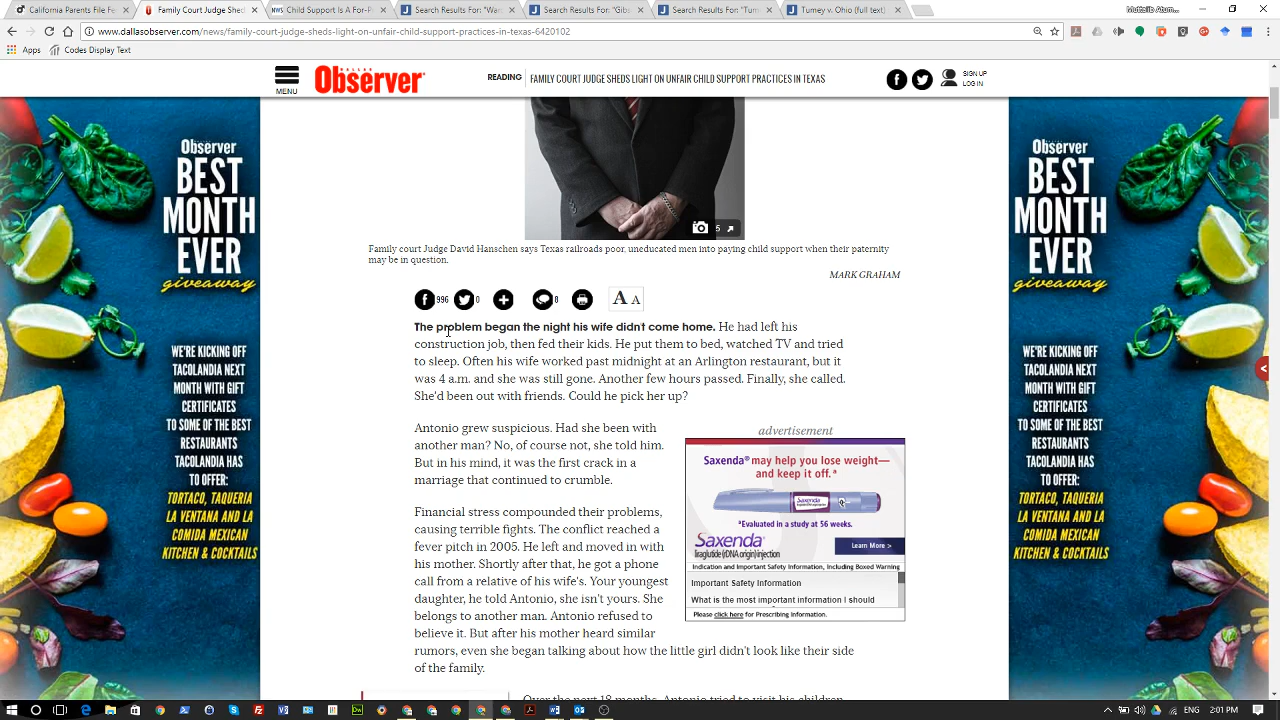 California Parents File Fe
Family Court Judge Shed
Child Support Is A For-F
Search Results For: "Wa
Search Results For: "Gib
Search Results For: "Turn
Turney v. Ohio (full text)
www.dallasobserver.com/news/family-court-judge-sheds-light-on-unfair-child-support-practices-in-texas-6420102
Apps
Codes Display Text
MENU
DALLAS
Observer
READING
FAMILY COURT JUDGE SHEDS LIGHT ON UNFAIR CHILD SUPPORT PRACTICES IN TEXAS
SIGN UP
LOG IN
Observer
BEST
MONTH
EVER
giveaway
WE'RE KICKING OFF
TACOLANDIA NEXT
MONTH WITH GIFT
CERTIFICATES
TO SOME OF THE BEST
RESTAURANTS
TACOLANDIA HAS
TO OFFER:
TORTACO, TAQUERIA
LA VENTANA AND LA
COMIDA MEXICAN
KITCHEN & COCKTAILS
5
Family court Judge David Hanschen says Texas railroads poor, uneducated men into paying child support when their paternity
may be in question.
MARK GRAHAM
996
0
8
A A
The problem began the night his wife didn't come home. He had left his
construction job, then fed their kids. He put them to bed, watched TV and tried
to sleep. Often his wife worked past midnight at an Arlington restaurant, but it
was 4 a.m. and she was still gone. Another few hours passed. Finally, she called.
She'd been out with friends. Could he pick her up?
Antonio grew suspicious. Had she been with
another man? No, of course not, she told him.
But in his mind, it was the first crack in a
marriage that continued to crumble.
Financial stress compounded their problems,
causing terrible fights. The conflict reached a
fever pitch in 2005. He left and moved in with
his mother. Shortly after that, he got a phone
call from a relative of his wife's. Your youngest
daughter, he told Antonio, she isn't yours. She
belongs to another man. Antonio refused to
believe it. But after his mother heard similar
rumors, even she began talking about how the little girl didn't look like their side
of the family.
Over the next 18 months, Antonio tried to visit his children
advertisement
Saxenda® may help you lose weight—
and keep it off.ª
Saxenda
ªEvaluated in a study at 56 weeks.
Saxenda®
liraglutide (rDNA origin) injection
Learn More >
Indication and Important Safety Information, Including Boxed Warning
Important Safety Information
What is the most important information I should
Please click here for Prescribing Information.
Observer
BEST
MONTH
EVER
giveaway
WE'RE KICKING OFF
TACOLANDIA NEXT
MONTH WITH GIFT
CERTIFICATES
TO SOME OF THE BEST
RESTAURANTS
TACOLANDIA HAS
TO OFFER:
TORTACO, TAQUERIA
LA VENTANA AND LA
COMIDA MEXICAN
KITCHEN & COCKTAILS
2:01 PM